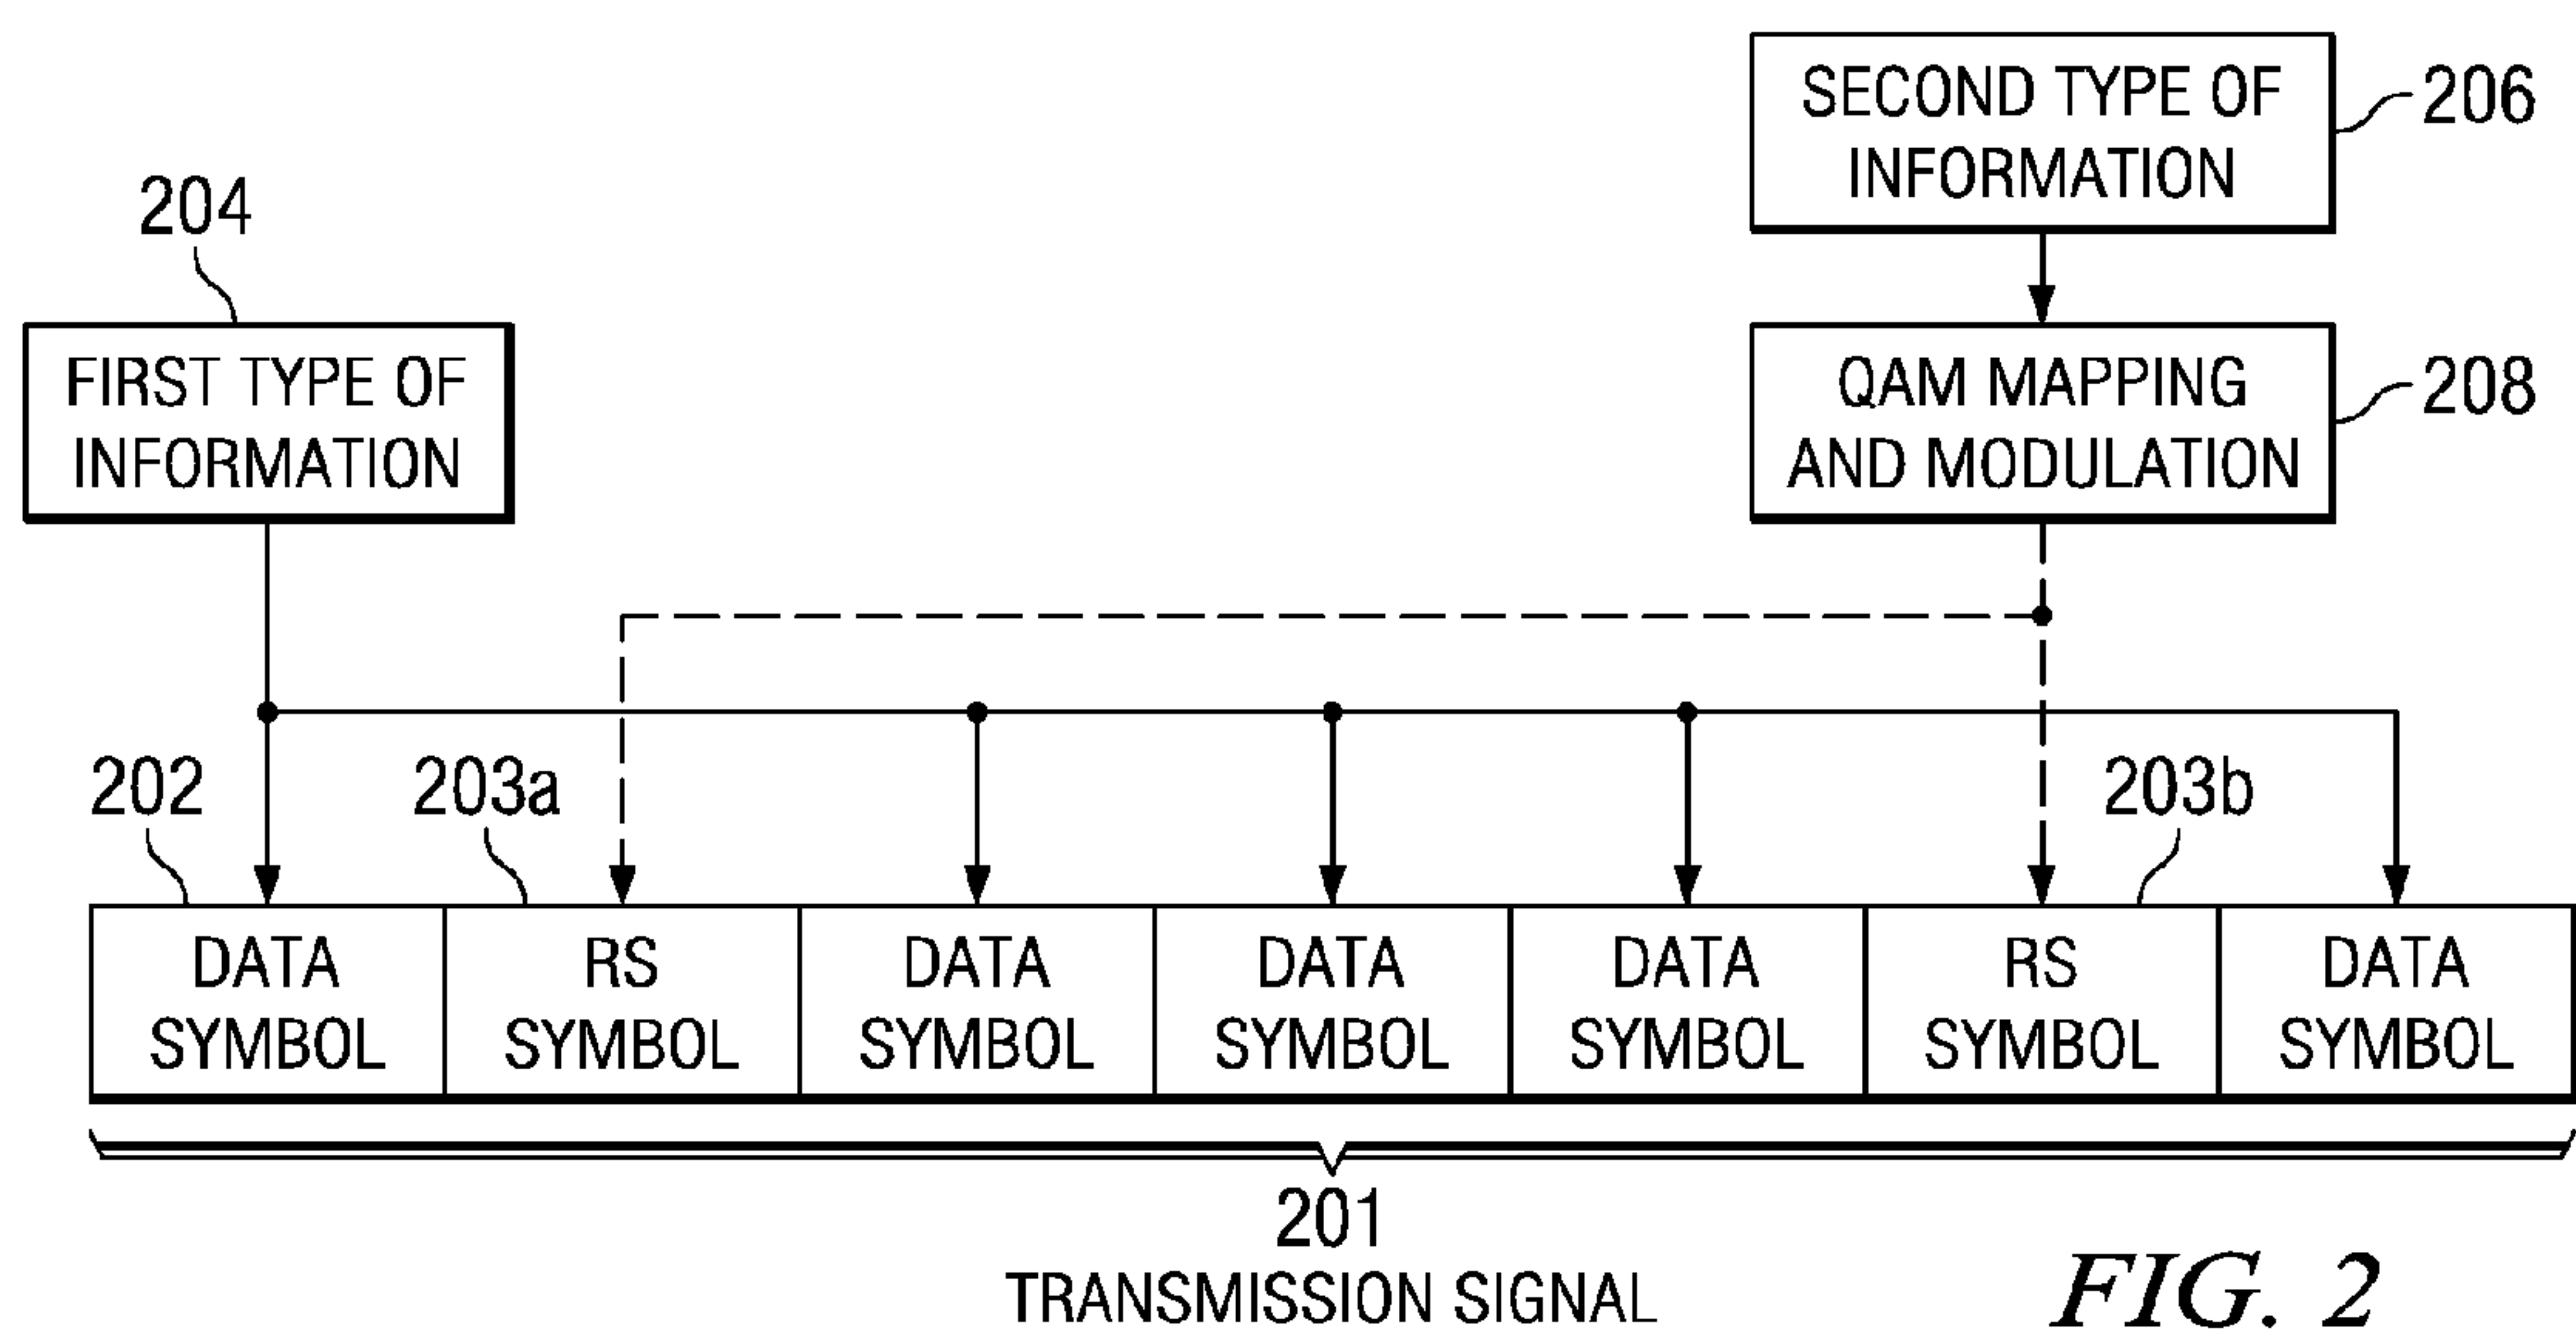 SECOND TYPE OF
INFORMATION
206
204
FIRST TYPE OF
INFORMATION
QAM MAPPING
AND MODULATION
208
202
203a
203b
DATA
SYMBOL
RS
SYMBOL
DATA
SYMBOL
DATA
SYMBOL
DATA
SYMBOL
RS
SYMBOL
DATA
SYMBOL
201
TRANSMISSION SIGNAL
FIG. 2